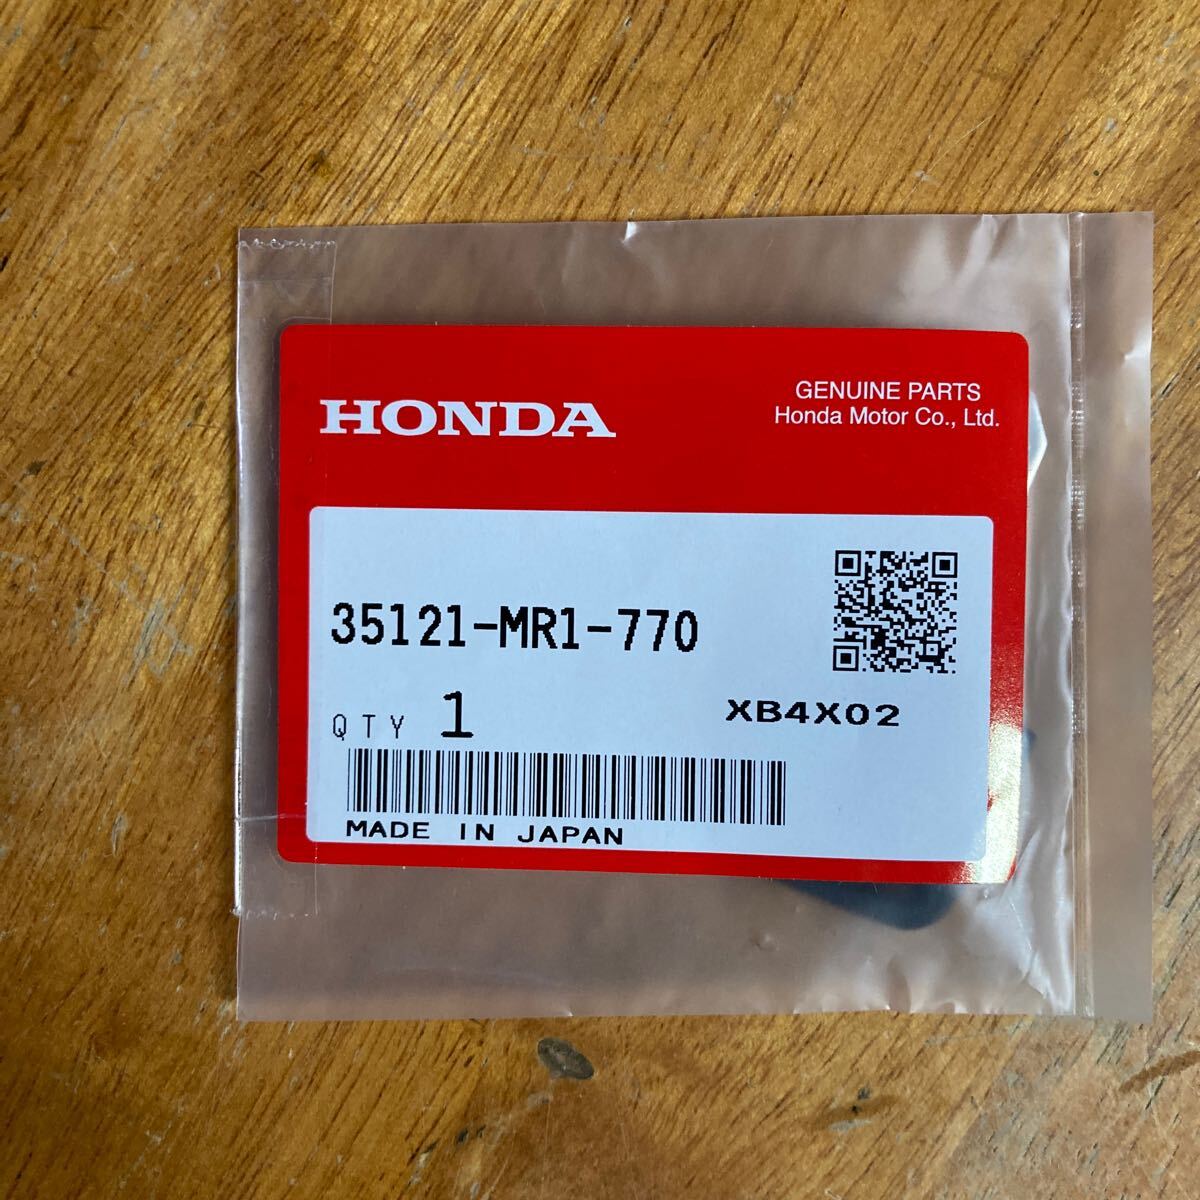 HONDA
GENUINE PARTS
Honda Motor Co., Ltd.
35121-MR1-770
QTY 1
XB4X02
MADE IN JAPAN